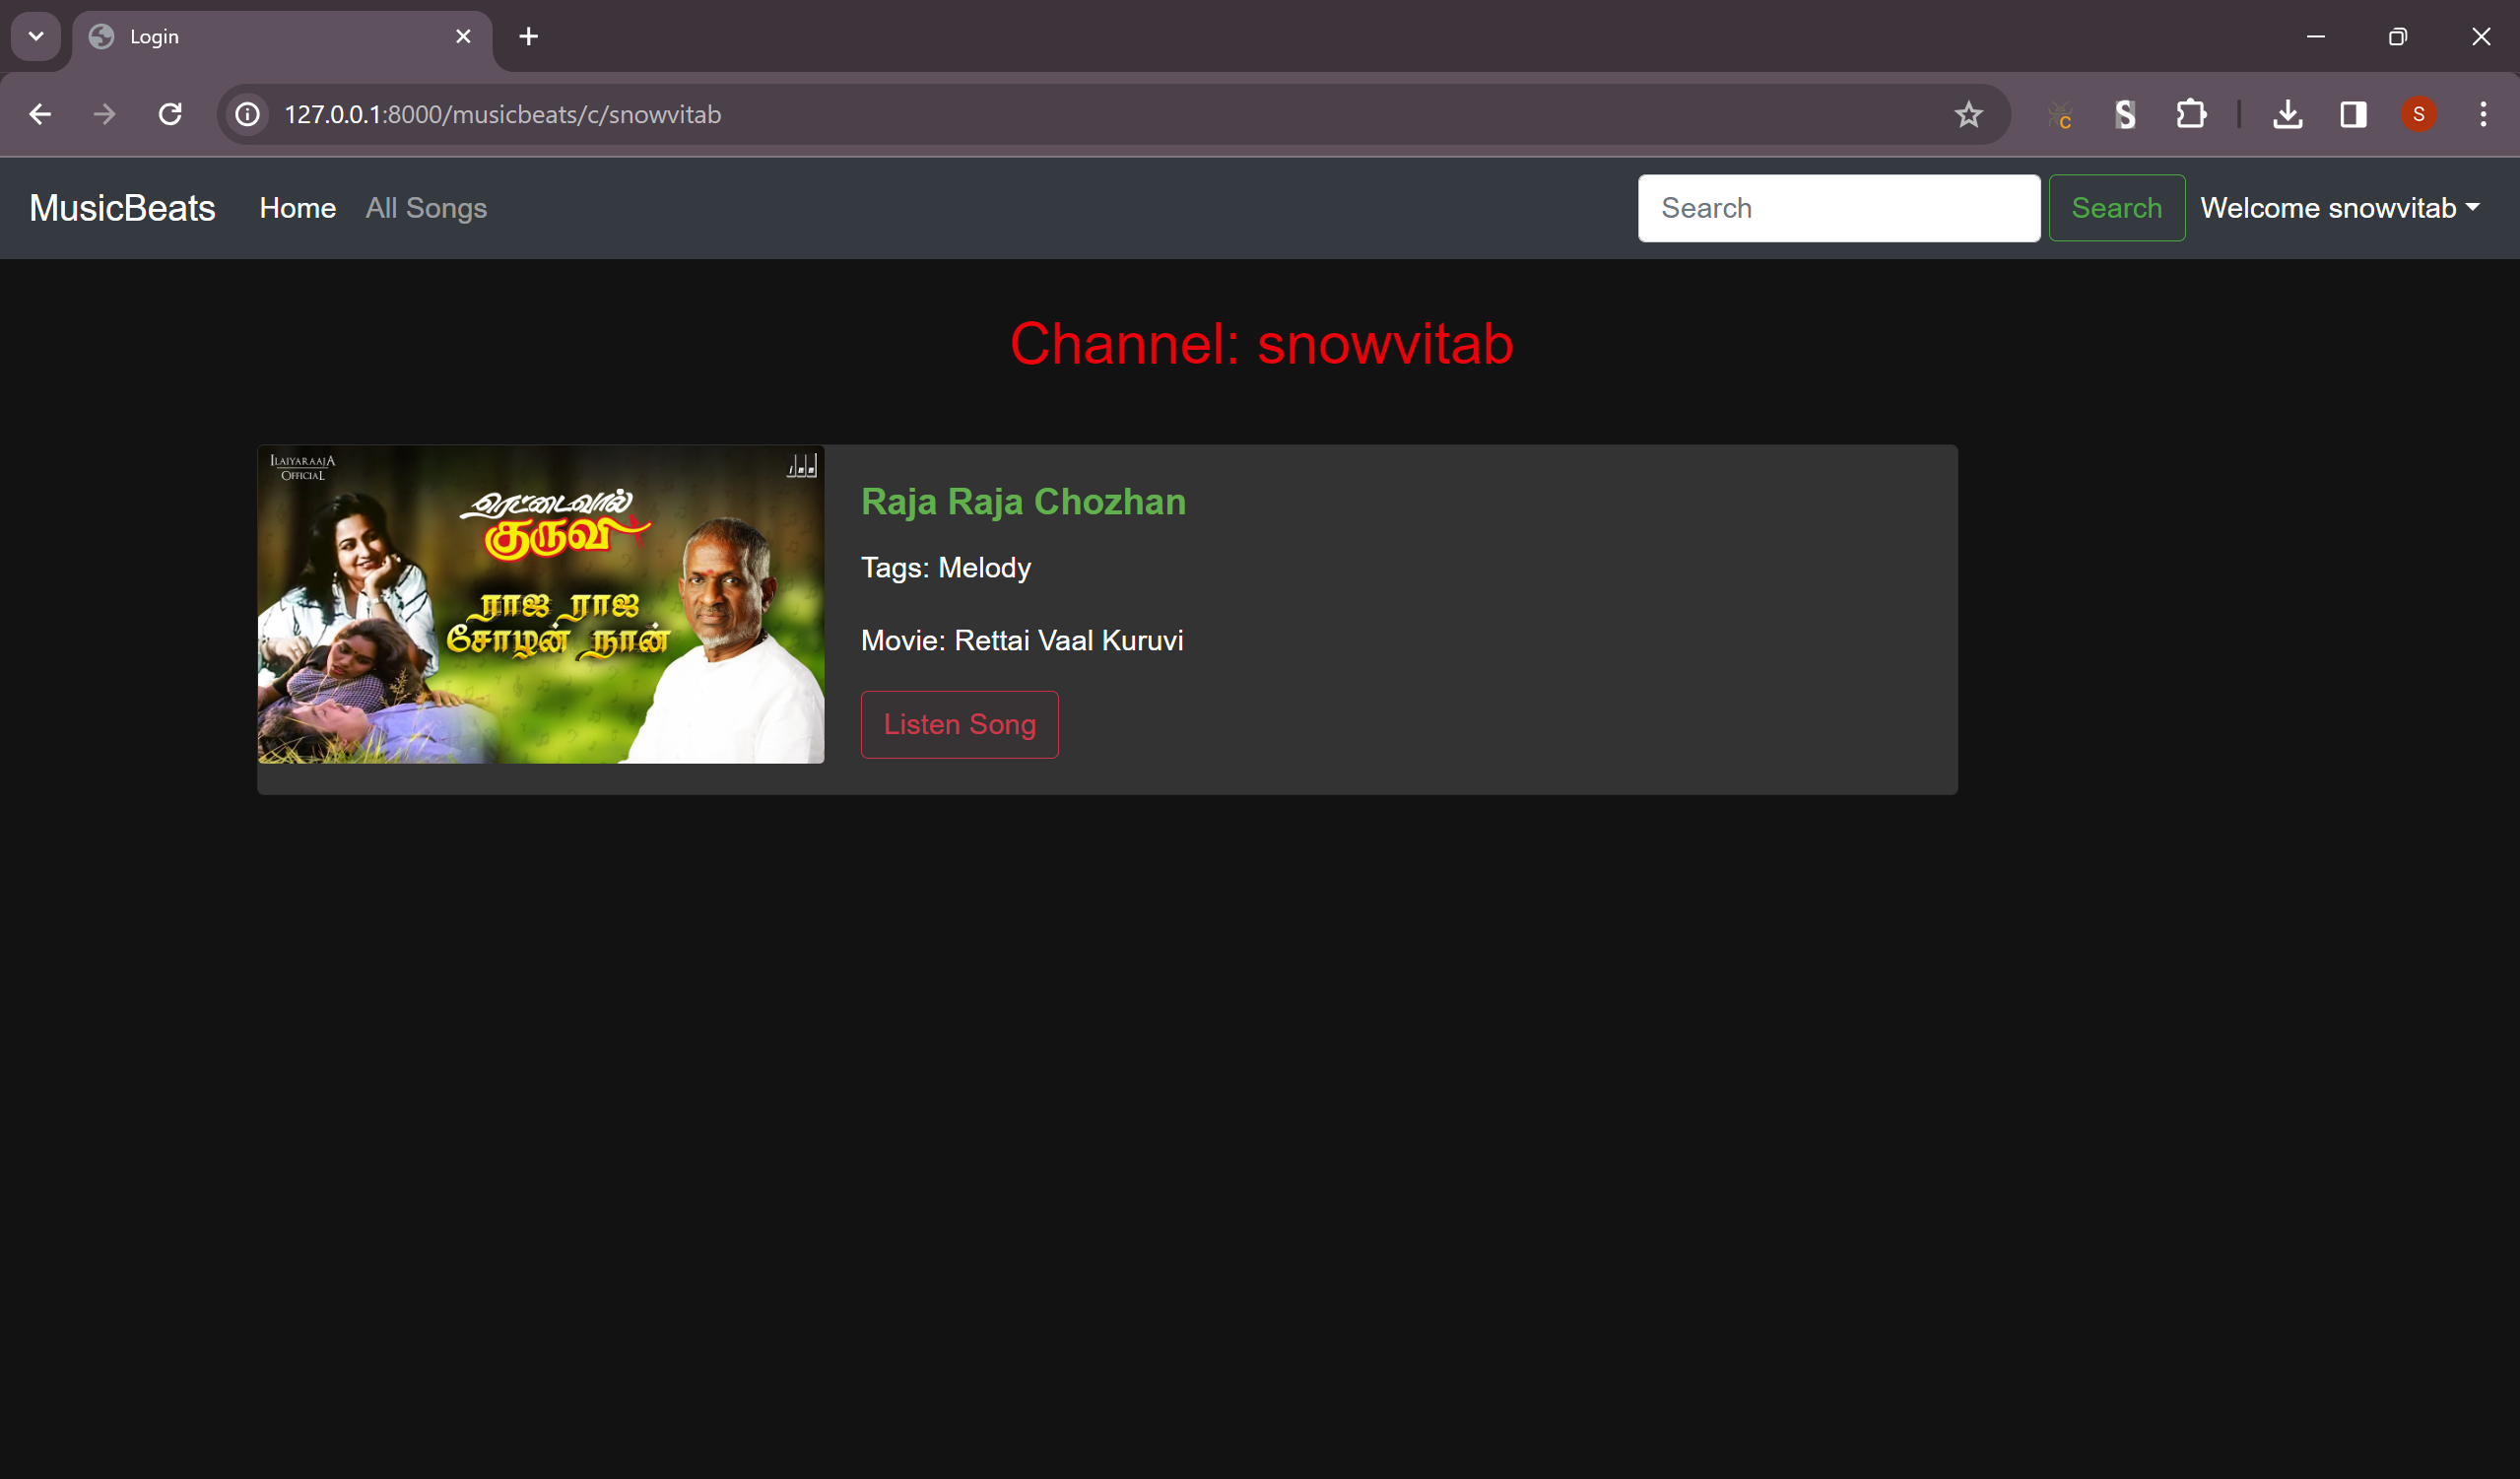 Login
127.0.0.1:8000/musicbeats/c/snowvitab
S
MusicBeats
Home
All Songs
Search
Search
Welcome snowvitab
Channel: snowvitab
ILAIYARAAJA
OFFICIAL
ரெட்டைவால்
குருவி
ராஜ ராஜ
சோழன் நான்
Raja Raja Chozhan
Tags: Melody
Movie: Rettai Vaal Kuruvi
Listen Song